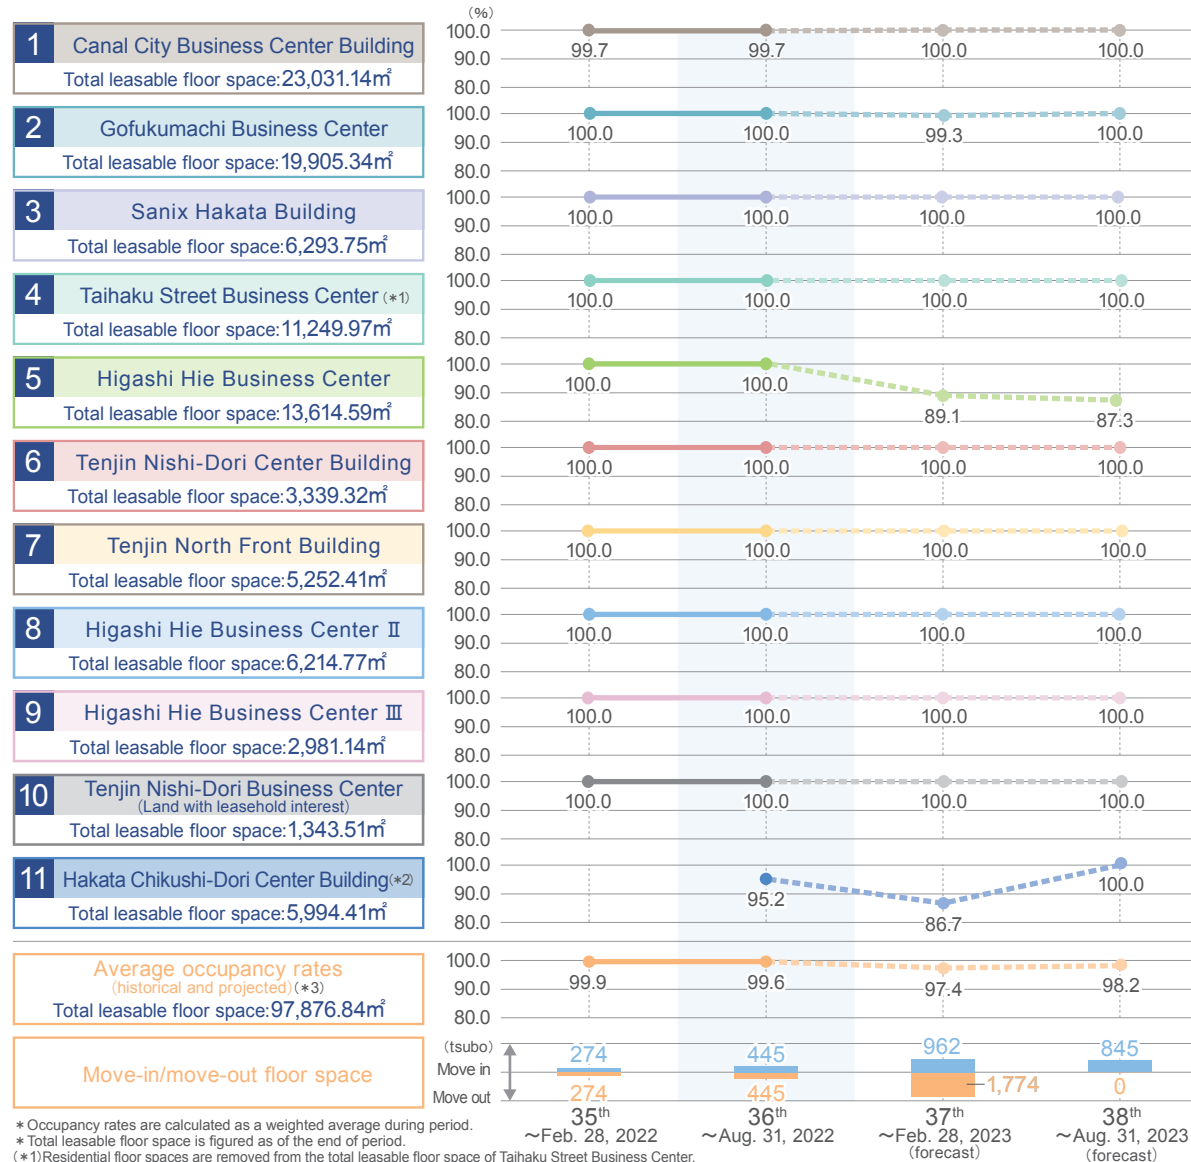 (%)
1 Canal City Business Center Building
Total leasable floor space:23,031.14㎡
100.0
90.0
99.7 99.7 100.0 100.0
2 Gofukumachi Business Center
Total leasable floor space:19,905.34㎡
100.0
90.0
80.0
100.0 100.0 99.3 100.0
3 Sanix Hakata Building
Total leasable floor space:6,293.75㎡
100.0
90.0
80.0
100.0 100.0 100.0 100.0
4 Taihaku Street Business Center (*1)
Total leasable floor space:11,249.97㎡
100.0
90.0
80.0
100.0 100.0 100.0 100.0
5 Higashi Hie Business Center
Total leasable floor space:13,614.59㎡
100.0
90.0
80.0
100.0 100.0 89.1 87.3
6 Tenjin Nishi-Dori Center Building
Total leasable floor space:3,339.32㎡
100.0
90.0
80.0
100.0 100.0 100.0 100.0
7 Tenjin North Front Building
Total leasable floor space:5,252.41㎡
100.0
90.0
80.0
100.0 100.0 100.0 100.0
8 Higashi Hie Business Center Ⅱ
Total leasable floor space:6,214.77㎡
100.0
90.0
80.0
100.0 100.0 100.0 100.0
9 Higashi Hie Business Center Ⅲ
Total leasable floor space:2,981.14㎡
100.0
90.0
80.0
100.0 100.0 100.0 100.0
10 Tenjin Nishi-Dori Business Center
(Land with leasehold interest)
Total leasable floor space:1,343.51㎡
100.0
90.0
80.0
100.0 100.0 100.0 100.0
11 Hakata Chikushi-Dori Center Building(*2)
Total leasable floor space:5,994.41㎡
100.0
90.0
80.0
95.2 86.7 100.0
Average occupancy rates
(historical and projected)(*3)
Total leasable floor space:97,876.84㎡
100.0
90.0
80.0
99.9 99.6 97.4 98.2
Move-in/move-out floor space
(tsubo)
Move in
Move out
274 445 962 845
274 445 1,774 0
35th 36th 37th 38th
～Feb. 28, 2022 ～Aug. 31, 2022 ～Feb. 28, 2023 ～Aug. 31, 2023
(forecast) (forecast)
*Occupancy rates are calculated as a weighted average during period.
*Total leasable floor space is figured as of the end of period.
(*1)Residential floor spaces are removed from the total leasable floor space of Taihaku Street Business Center.